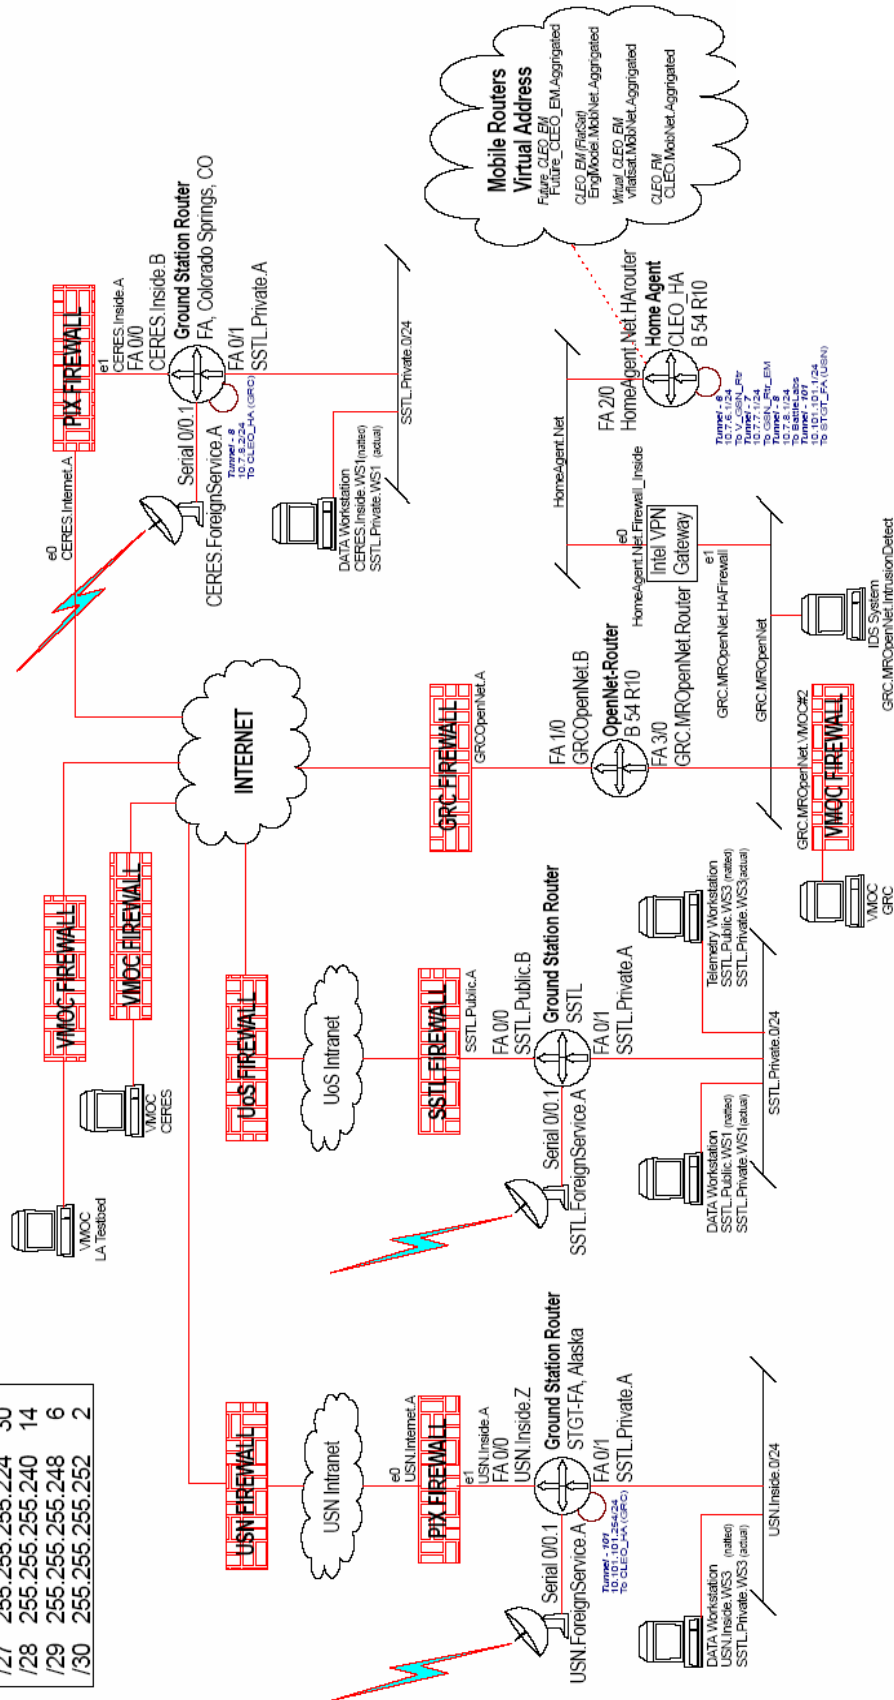 /27 255.255.255.224 30
/28 255.255.255.240 14
/29 255.255.255.248 6
/30 255.255.255.252 2
VMOC
LA Testbed
VMOC FIREWALL
VMOC
CERES
VMOC FIREWALL
INTERNET
e0
CERES.Internet.A
PIX FIREWALL
e1
CERES.Inside.A
FA 0/0
CERES.Inside.B
Ground Station Router
FA, Colorado Springs, CO
Serial 0/0.1
CERES.ForeignService.A
Tunnel - 8
10.7.8.2/24
To CLEO_HA (GRC)
FA 0/1
SSTL.Private.A
DATA Workstation
CERES.Inside.WS1 (natted)
SSTL.Private.WS1 (actual)
SSTL.Private.0/24
USN FIREWALL
USN Intranet
e0
USN.Internet.A
PIX FIREWALL
e1
USN.Inside.A
FA 0/0
USN.Inside.Z
Ground Station Router
STGT-FA, Alaska
Serial 0/0.1
USN.ForeignService.A
Tunnel - 101
10.101.101.254/24
To CLEO_HA (GRC)
FA 0/1
SSTL.Private.A
DATA Workstation
USN.Inside.WS3 (natted)
SSTL.Private.WS3 (actual)
USN.Inside.0/24
UoS FIREWALL
UoS Intranet
SSTL FIREWALL
SSTL.Public.A
FA 0/0
SSTL.Public.B
Ground Station Router
SSTL
Serial 0/0.1
SSTL.ForeignService.A
FA 0/1
SSTL.Private.A
DATA Workstation
SSTL.Public.WS1 (natted)
SSTL.Private.WS1 (actual)
Telemetry Workstation
SSTL.Public.WS3 (natted)
SSTL.Private.WS3 (actual)
SSTL.Private.0/24
GRC FIREWALL
GRCOpenNet.A
FA 1/0
GRCOpenNet.B
OpenNet-Router
B 54 R10
FA 3/0
GRC.MROpenNet.Router
GRC.MROpenNet.VMOC#2
VMOC FIREWALL
VMOC
GRC
GRC.MROpenNet
GRC.MROpenNet.HAFirewall
e1
Intel VPN
Gateway
e0
HomeAgent.Net.Firewall_Inside
IDS System
GRC.MROpenNet.IntrusionDetect
HomeAgent.Net
FA 2/0
HomeAgent.Net.HArouter
Home Agent
CLEO_HA
B 54 R10
Tunnel - 6
10.7.6.1/24
To V_GSN_Rtr
Tunnel - 7
10.7.7.1/24
To GSN_Rtr_EM
Tunnel - 8
10.7.8.1/24
To BattleLabs
Tunnel - 101
10.101.101.1/24
To STGT_FA (USN)
Mobile Routers
Virtual Address
Future_CLEO_EM
Future_CLEO_EM.Aggrigated
CLEO_EM (FlatSat)
EngModel.MobNet.Aggrigated
Virtual_CLEO_EM
vflatsat.MobNet.Aggrigated
CLEO_FM
CLEO.MobNet.Aggrigated